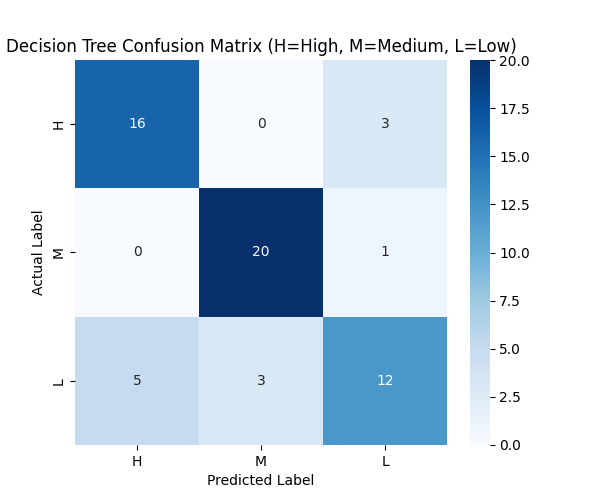 Decision Tree Confusion Matrix (H=High, M=Medium, L=Low)
Actual Label
H
16
0
3
M
0
20
1
L
5
3
12
H
M
L
Predicted Label
20.0
17.5
15.0
12.5
10.0
7.5
5.0
2.5
0.0